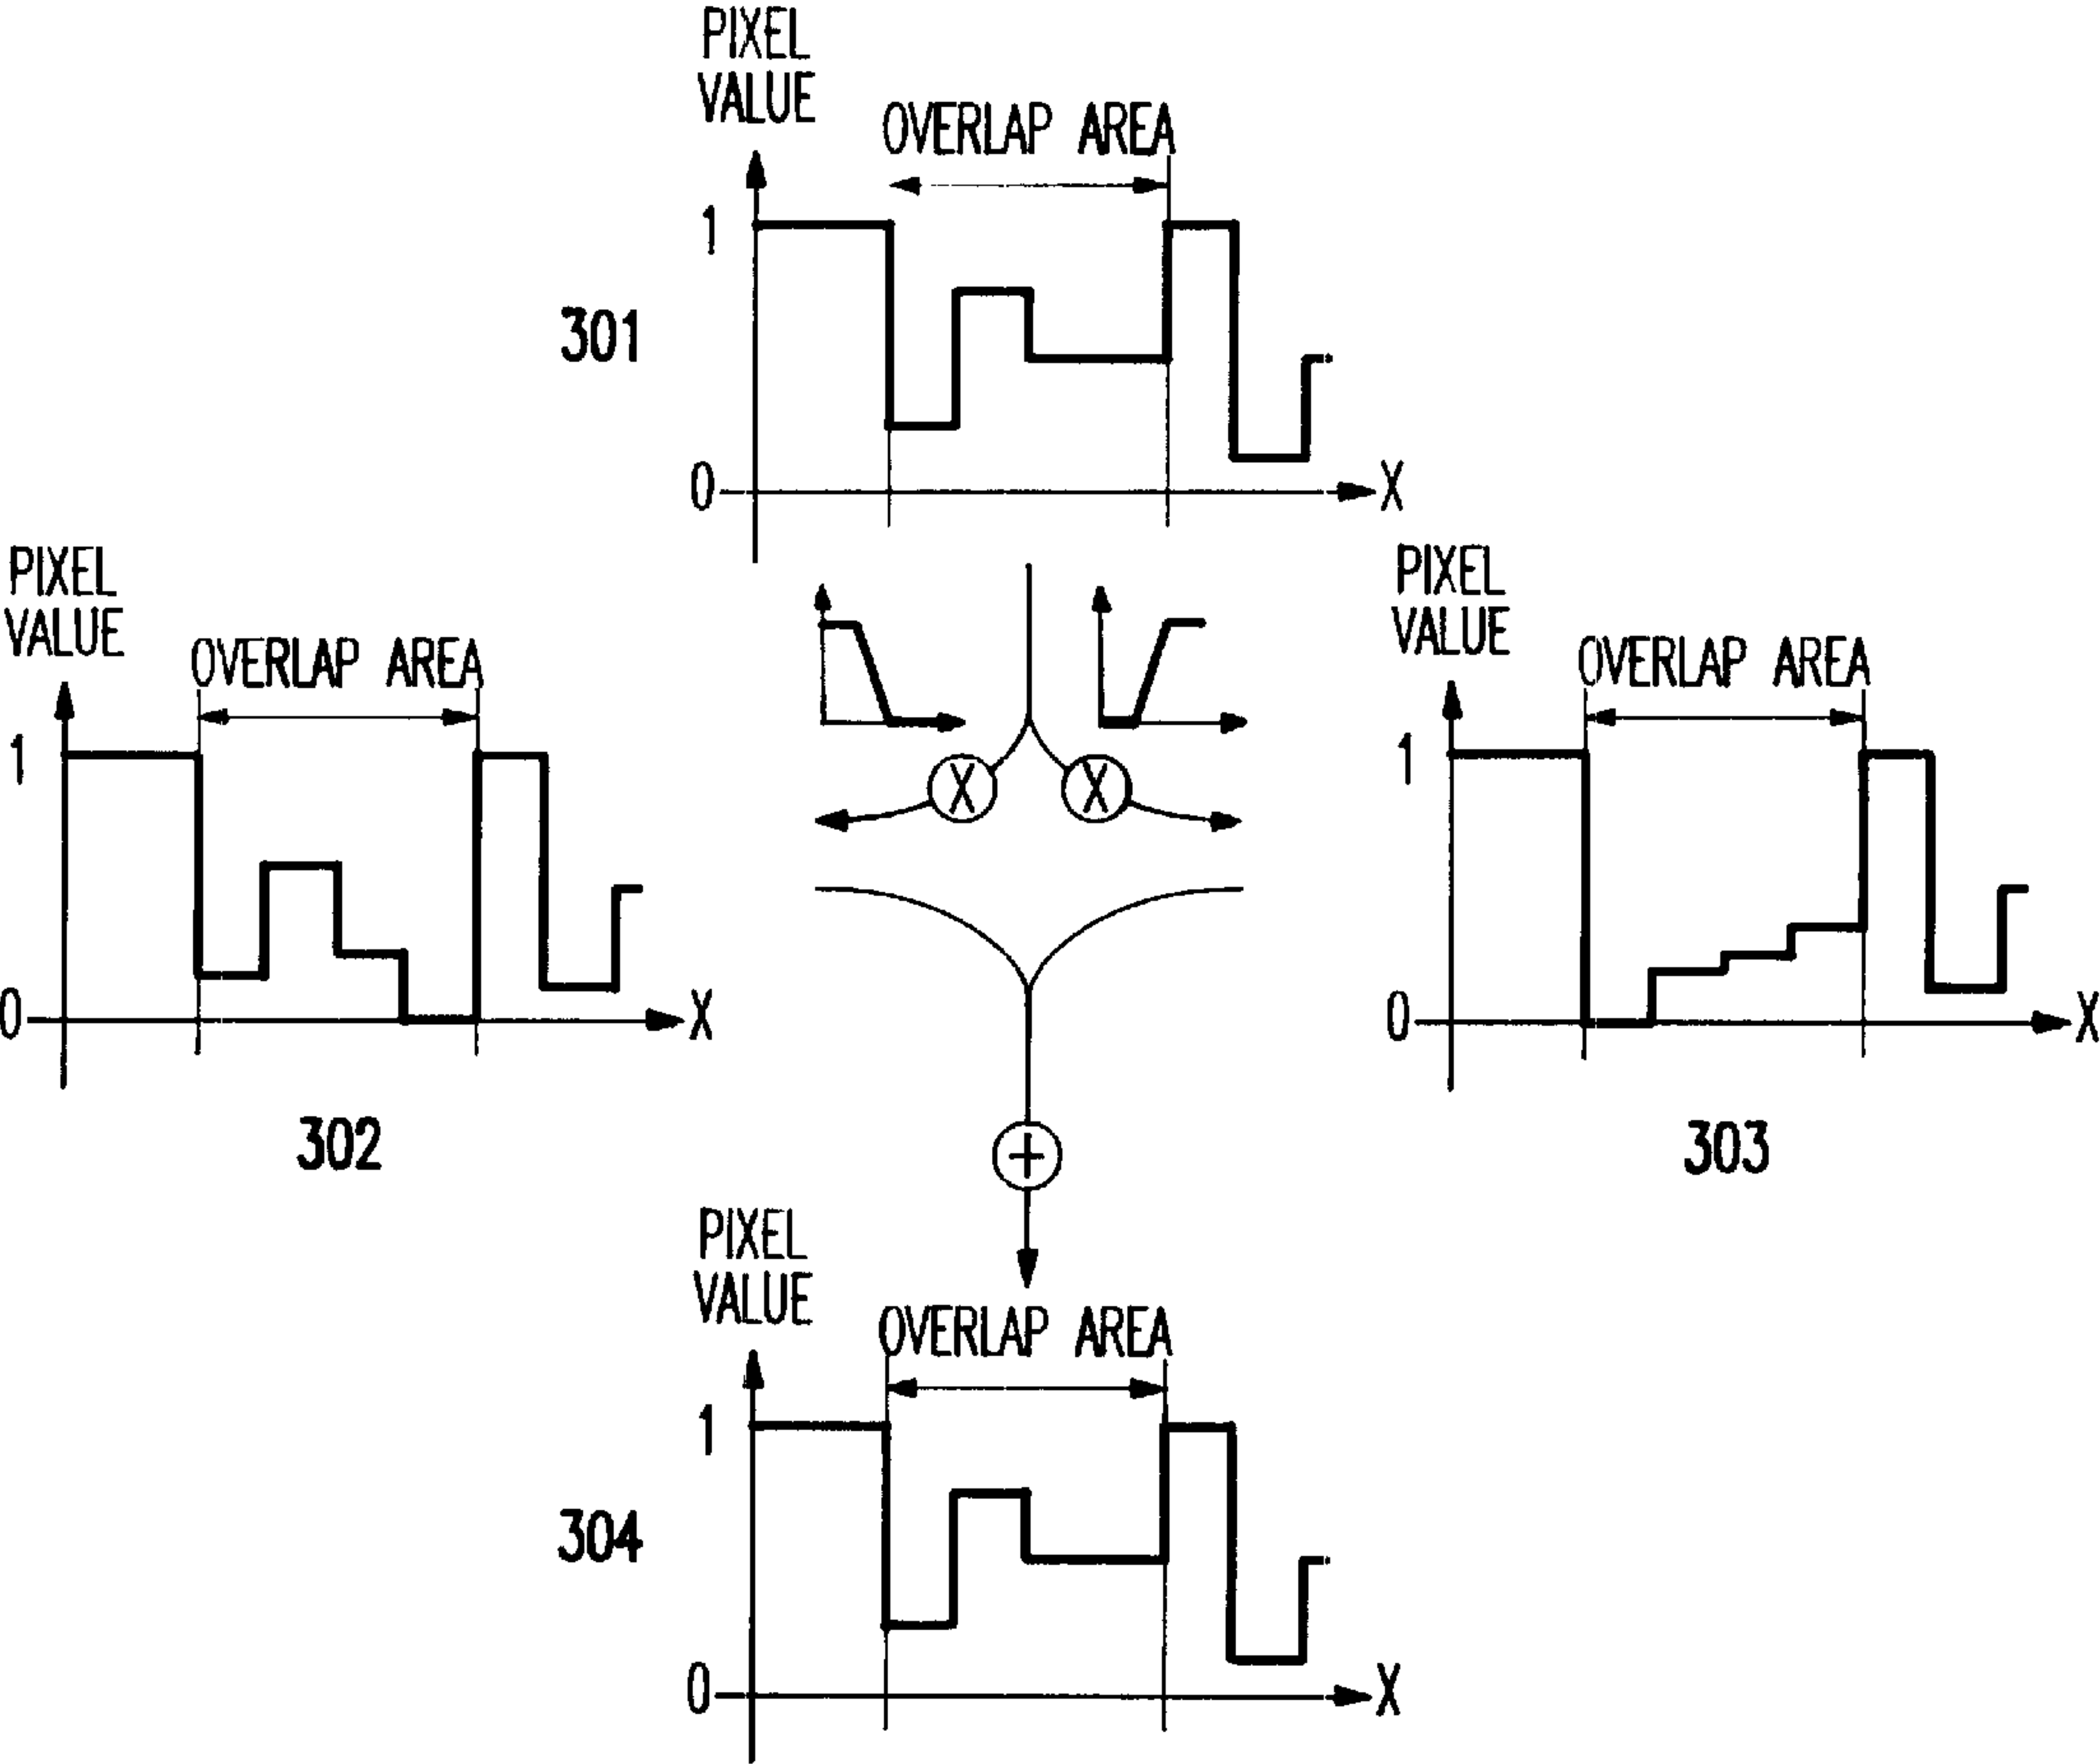 PIXEL
VALUE
OVERLAP AREA
1
301
0
X
PIXEL
VALUE
OVERLAP AREA
1
0
X
302
X
X
PIXEL
VALUE
OVERLAP AREA
1
0
X
303
+
PIXEL
VALUE
OVERLAP AREA
1
304
0
X